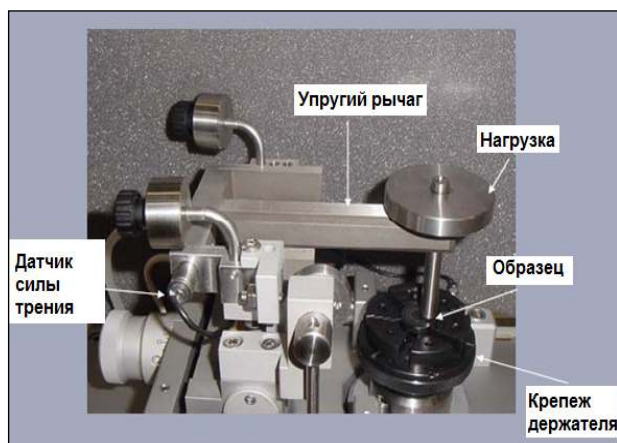 Упругий рычаг
Нагрузка
Датчик
силы
трения
Образец
Крепеж
держателя